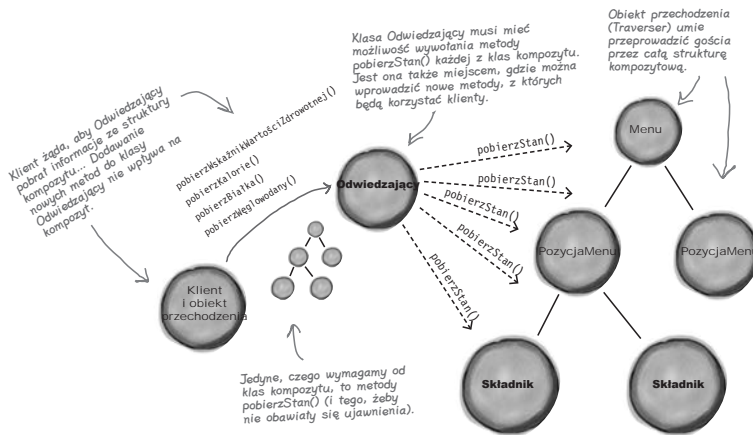 Klient żąda, aby Odwiedzający
pobrał informacje ze struktury
kompozytu... Dodawanie
nowych metod do klasy
Odwiedzający nie wpływa na
kompozyt.
pobierzWskaźnikWartościZdrowotnej()
pobierzKalorie()
pobierzBiałka()
pobierzWęglowodany()
Klient
i obiekt
przechodzenia
Klasa Odwiedzający musi mieć
możliwość wywołania metody
pobierzStan() każdej z klas kompozytu.
Jest ona także miejscem, gdzie można
wprowadzić nowe metody, z których
będą korzystać klienty.
Odwiedzający
pobierzStan()
pobierzStan()
pobierzStan()
pobierzStan()
pobierzStan()
Obiekt przechodzenia
(Traverser) umie
przeprowadzić gościa
przez całą strukturę
kompozytową.
Menu
PozycjaMenu
PozycjaMenu
Składnik
Składnik
Jedyne, czego wymagamy od
klas kompozytu, to metody
pobierzStan() (i tego, żeby
nie obawiały się ujawnienia).